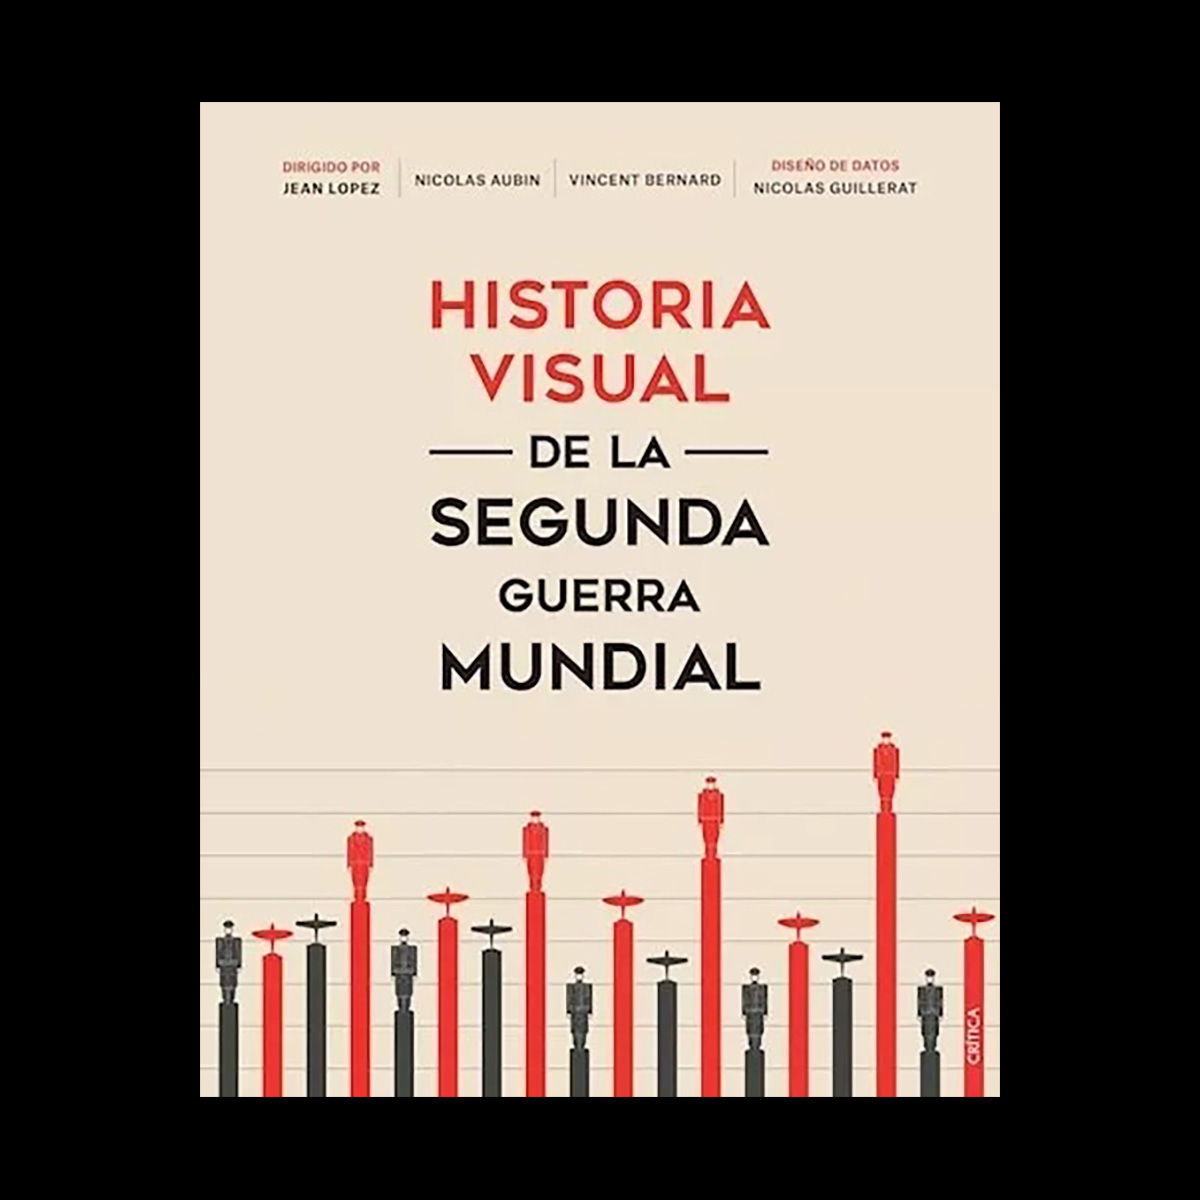 DIRIGIDO POR
JEAN LOPEZ
NICOLAS AUBIN
VINCENT BERNARD
DISEÑO DE DATOS
NICOLAS GUILLERAT
HISTORIA
VISUAL
DE LA
SEGUNDA
GUERRA
MUNDIAL
CRÍTICA